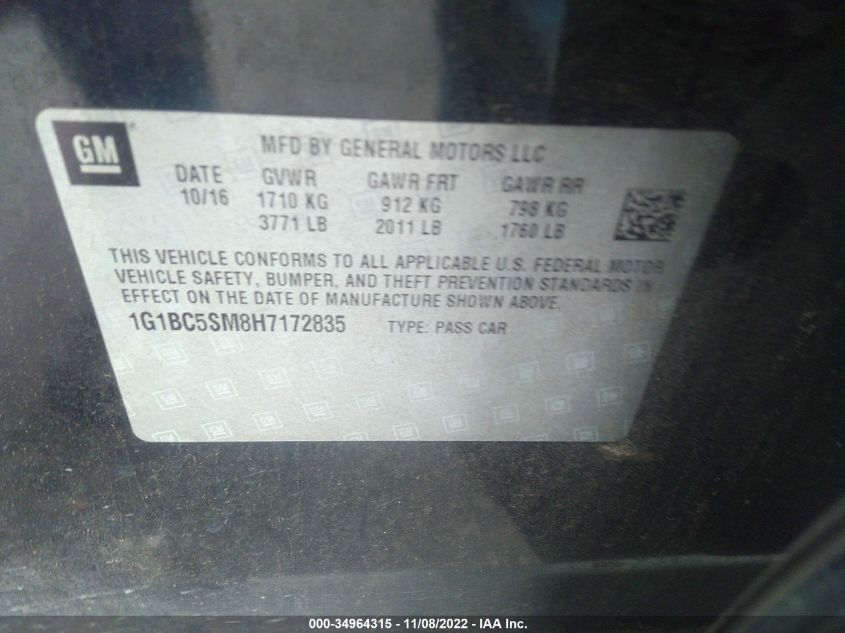 GM
MFD BY GENERAL MOTORS LLC
DATE GVWR GAWR FRT GAWR RR
10/16 1710 KG 912 KG 798 KG
3771 LB 2011 LB 1760 LB
THIS VEHICLE CONFORMS TO ALL APPLICABLE U.S. FEDERAL MOTOR
VEHICLE SAFETY, BUMPER, AND THEFT PREVENTION STANDARDS IN
EFFECT ON THE DATE OF MANUFACTURE SHOWN ABOVE.
1G1BC5SM8H7172835 TYPE: PASS CAR
000-34964315 - 11/08/2022 - IAA Inc.